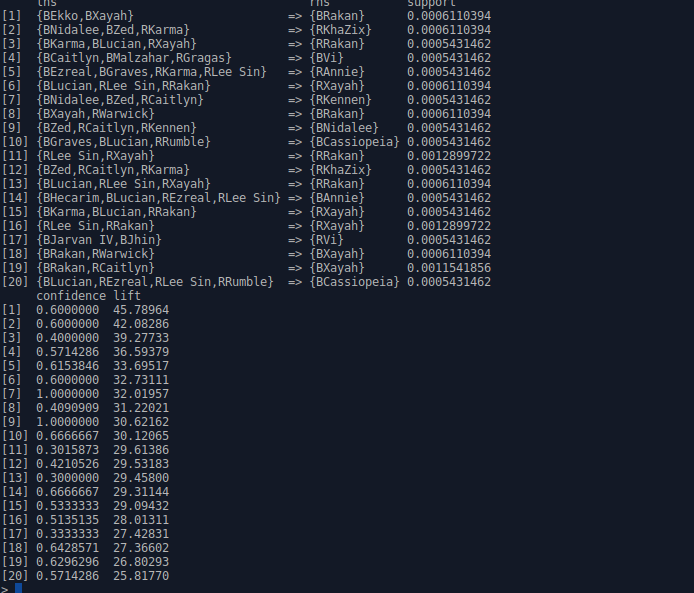 lhs rhs support
[1] {BEkko,BXayah} => {BRakan} 0.0006110394
[2] {BNidalee,BZed,RKarma} => {RKhaZix} 0.0006110394
[3] {BKarma,BLucian,RXayah} => {RRakan} 0.0005431462
[4] {BCaitlyn,BMalzahar,RGragas} => {BVi} 0.0005431462
[5] {BEzreal,BGraves,RKarma,RLee Sin} => {RAnnie} 0.0005431462
[6] {BLucian,RLee Sin,RRakan} => {RXayah} 0.0006110394
[7] {BNidalee,BZed,RCaitlyn} => {RKennen} 0.0005431462
[8] {BXayah,RWarwick} => {BRakan} 0.0006110394
[9] {BZed,RCaitlyn,RKennen} => {BNidalee} 0.0005431462
[10] {BGraves,BLucian,RRumble} => {BCassiopeia} 0.0005431462
[11] {RLee Sin,RXayah} => {RRakan} 0.0012899722
[12] {BZed,RCaitlyn,RKarma} => {RKhaZix} 0.0005431462
[13] {BLucian,RLee Sin,RXayah} => {RRakan} 0.0006110394
[14] {BHecarim,BLucian,REzreal,RLee Sin} => {BAnnie} 0.0005431462
[15] {BKarma,BLucian,RRakan} => {RXayah} 0.0005431462
[16] {RLee Sin,RRakan} => {RXayah} 0.0012899722
[17] {BJarvan IV,BJhin} => {RVi} 0.0005431462
[18] {BRakan,RWarwick} => {BXayah} 0.0006110394
[19] {BRakan,RCaitlyn} => {BXayah} 0.0011541856
[20] {BLucian,REzreal,RLee Sin,RRumble} => {BCassiopeia} 0.0005431462
confidence lift
[1] 0.6000000 45.78964
[2] 0.6000000 42.08286
[3] 0.4000000 39.27733
[4] 0.5714286 36.59379
[5] 0.6153846 33.69517
[6] 0.6000000 32.73111
[7] 1.0000000 32.01957
[8] 0.4090909 31.22021
[9] 1.0000000 30.62162
[10] 0.6666667 30.12065
[11] 0.3015873 29.61386
[12] 0.4210526 29.53183
[13] 0.3000000 29.45800
[14] 0.6666667 29.31144
[15] 0.5333333 29.09432
[16] 0.5135135 28.01311
[17] 0.3333333 27.42831
[18] 0.6428571 27.36602
[19] 0.6296296 26.80293
[20] 0.5714286 25.81770
>